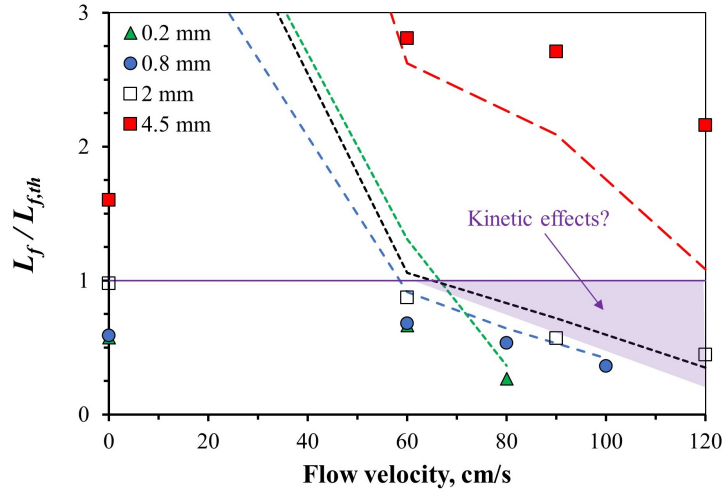 3
2
1
0
L_f / L_{f,th}
0.2 mm
0.8 mm
2 mm
4.5 mm
Kinetic effects?
0 20 40 60 80 100 120
Flow velocity, cm/s